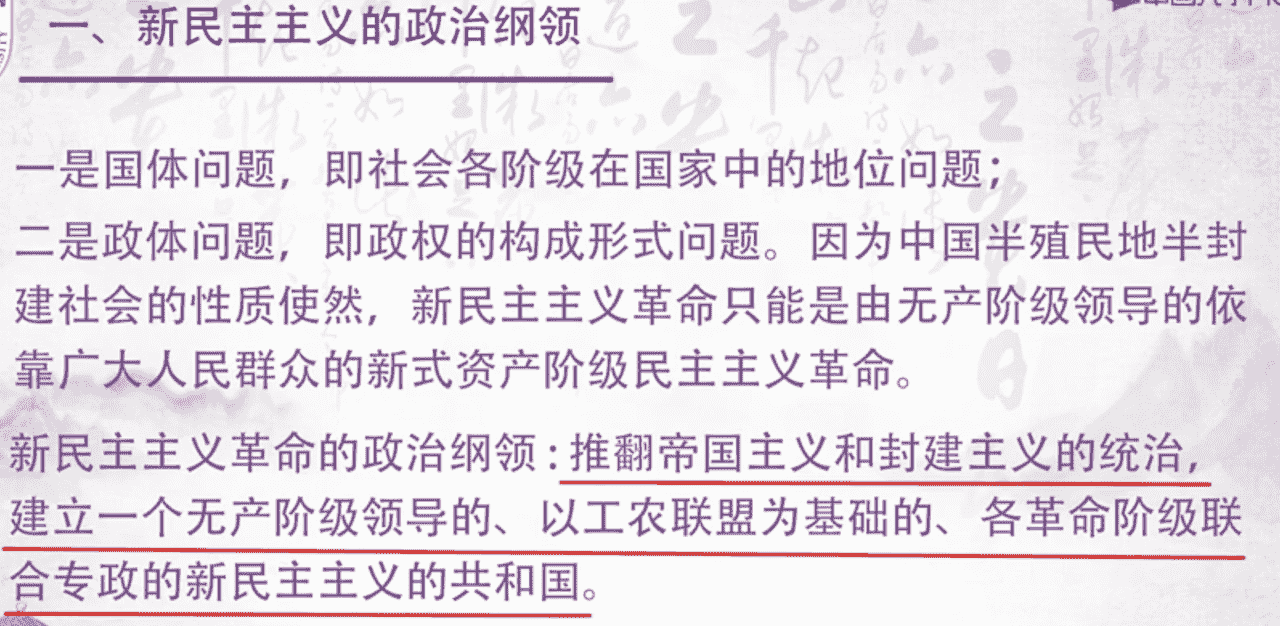 一、新民主主义的政治纲领
一是国体问题，即社会各阶级在国家中的地位问题；
二是政体问题，即政权的构成形式问题。因为中国半殖民地半封
建社会的性质使然，新民主主义革命只能是由无产阶级领导的依
靠广大人民群众的新式资产阶级民主主义革命。
新民主主义革命的政治纲领：推翻帝国主义和封建主义的统治，
建立一个无产阶级领导的、以工农联盟为基础的、各革命阶级联
合专政的新民主主义的共和国。